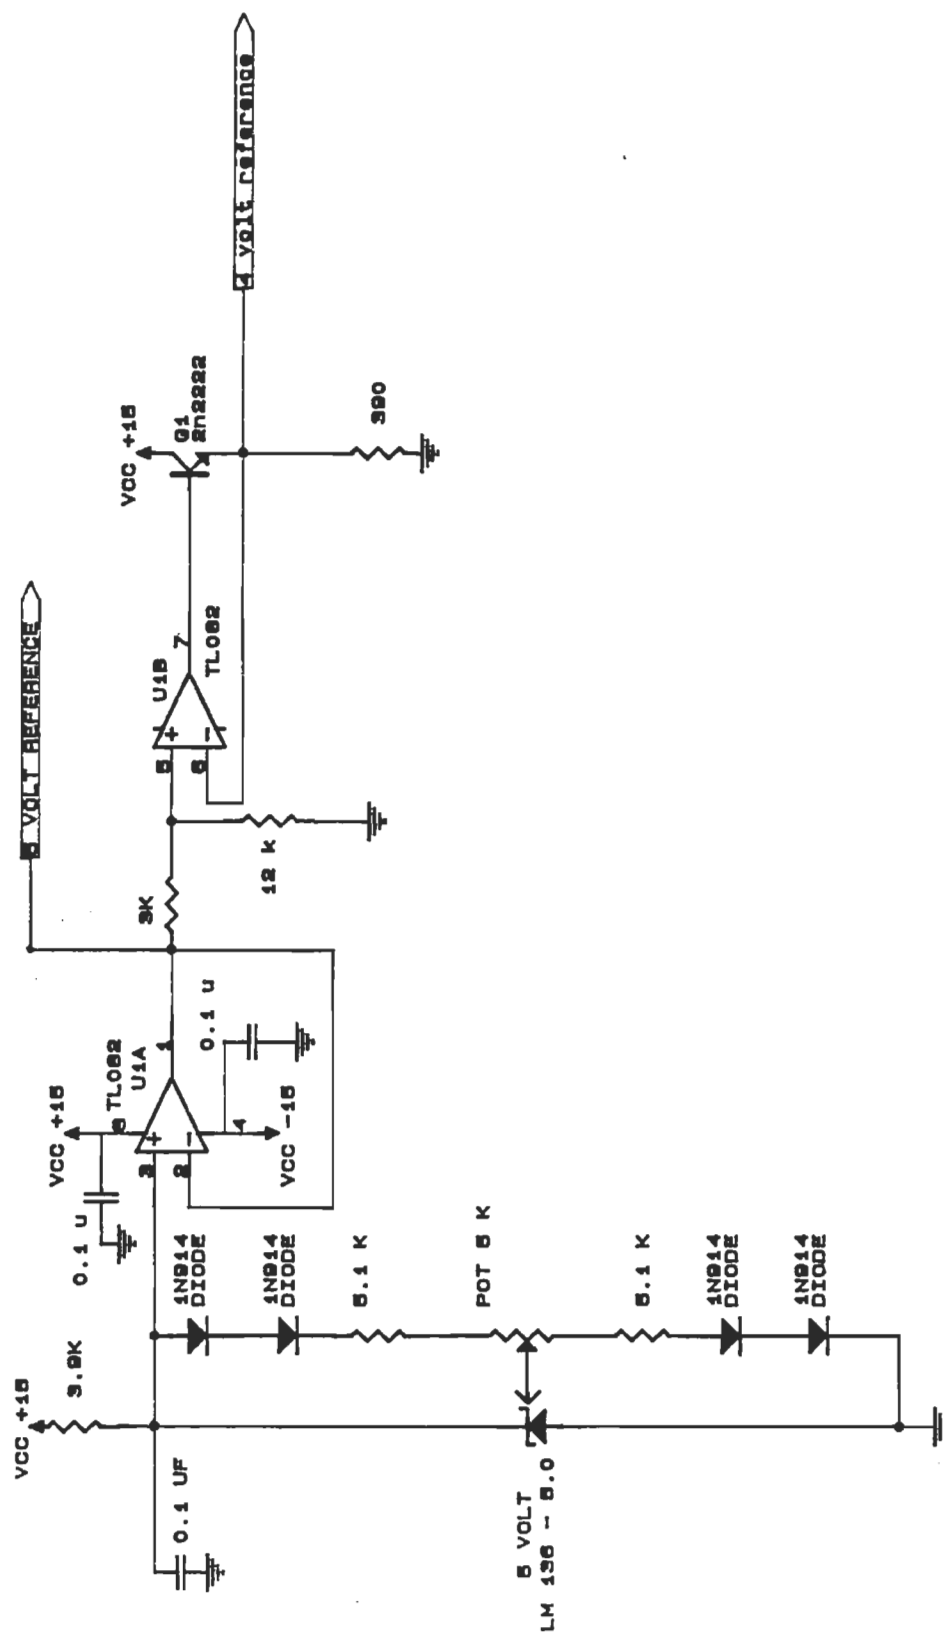 5 VOLT REFERENCE
4 volt reference
VCC +15
3.9K
0.1 UF
5 VOLT
LM 136 - 5.0
1N914
DIODE
1N914
DIODE
5.1 K
POT 5 K
5.1 K
1N914
DIODE
1N914
DIODE
VCC +15
0.1 u
8
TL082
U1A
3
2
1
4
VCC -15
0.1 u
3K
12 k
5
6
7
U1B
TL082
VCC +15
Q1
2n2222
390